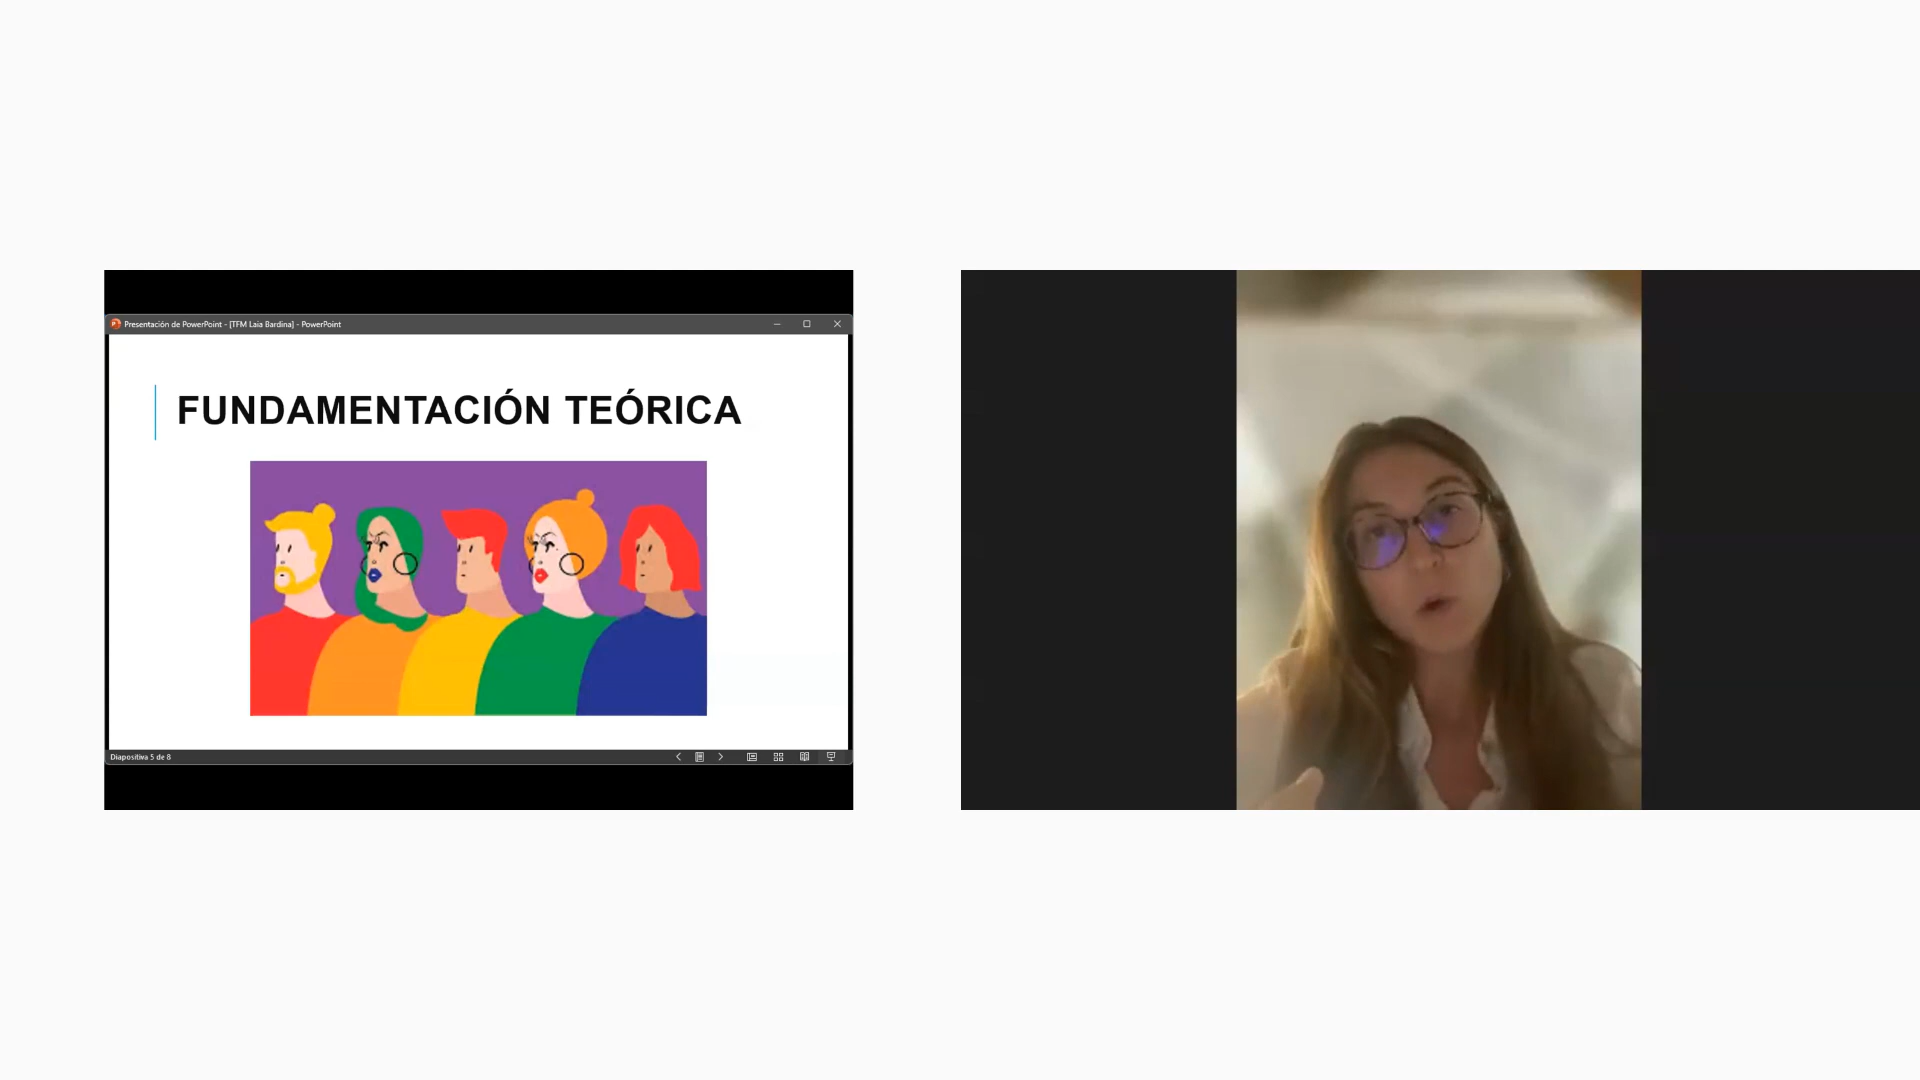 Presentación de PowerPoint - [TFM Laia Bardina] - PowerPoint
FUNDAMENTACIÓN TEÓRICA
Diapositiva 5 de 8